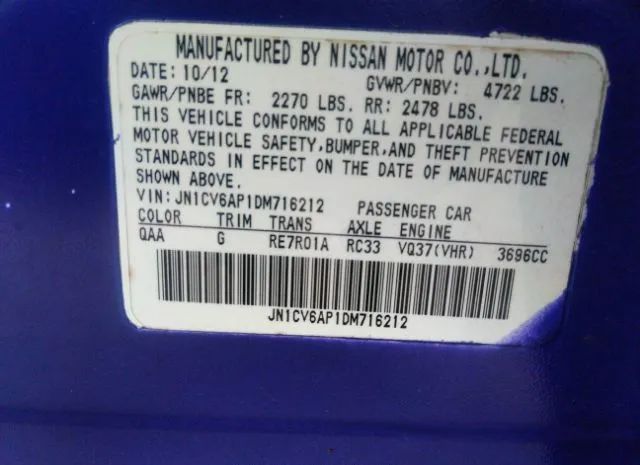 MANUFACTURED BY NISSAN MOTOR CO.,LTD.
DATE: 10/12 GVWR/PNBV: 4722 LBS.
GAWR/PNBE FR: 2270 LBS. RR: 2478 LBS.
THIS VEHICLE CONFORMS TO ALL APPLICABLE FEDERAL
MOTOR VEHICLE SAFETY,BUMPER,AND THEFT PREVENTION
STANDARDS IN EFFECT ON THE DATE OF MANUFACTURE
SHOWN ABOVE.
VIN:JN1CV6AP1DM716212 PASSENGER CAR
COLOR TRIM TRANS AXLE ENGINE
QAA G RE7R01A RC33 VQ37(VHR) 3696CC
JN1CV6AP1DM716212